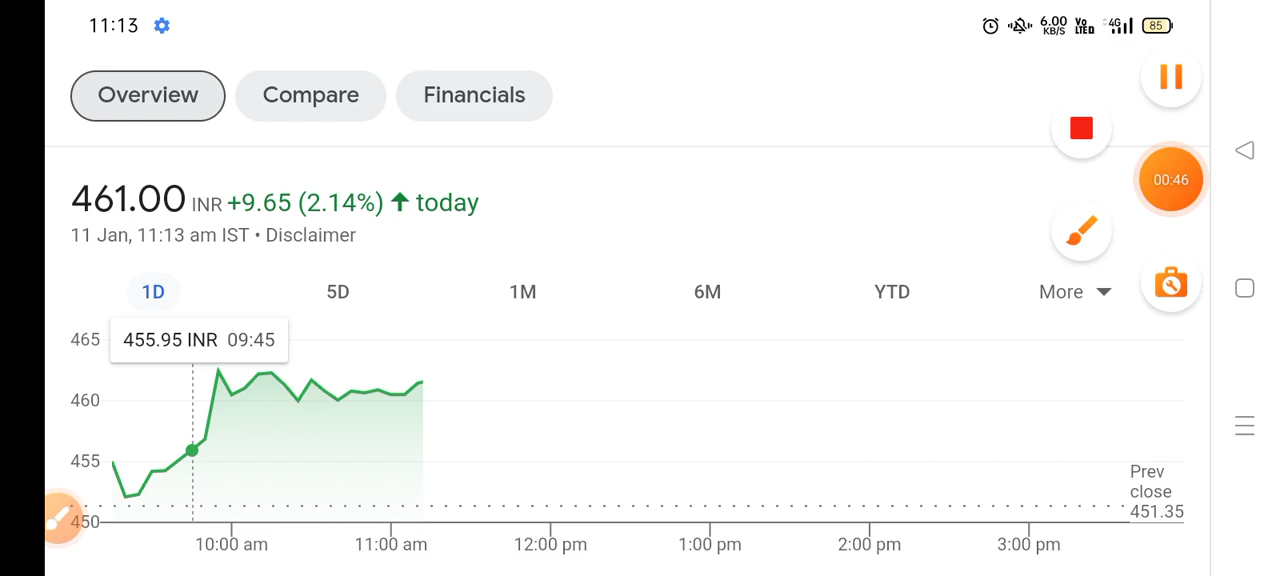 11:13 6.00 KB/S Vo LTED 4G 85
Overview Compare Financials
00:46
461.00 INR +9.65 (2.14%) ↑ today
11 Jan, 11:13 am IST • Disclaimer
1D 5D 1M 6M YTD More
455.95 INR 09:45
465
460
455
450
Prev
close
451.35
10:00 am 11:00 am 12:00 pm 1:00 pm 2:00 pm 3:00 pm